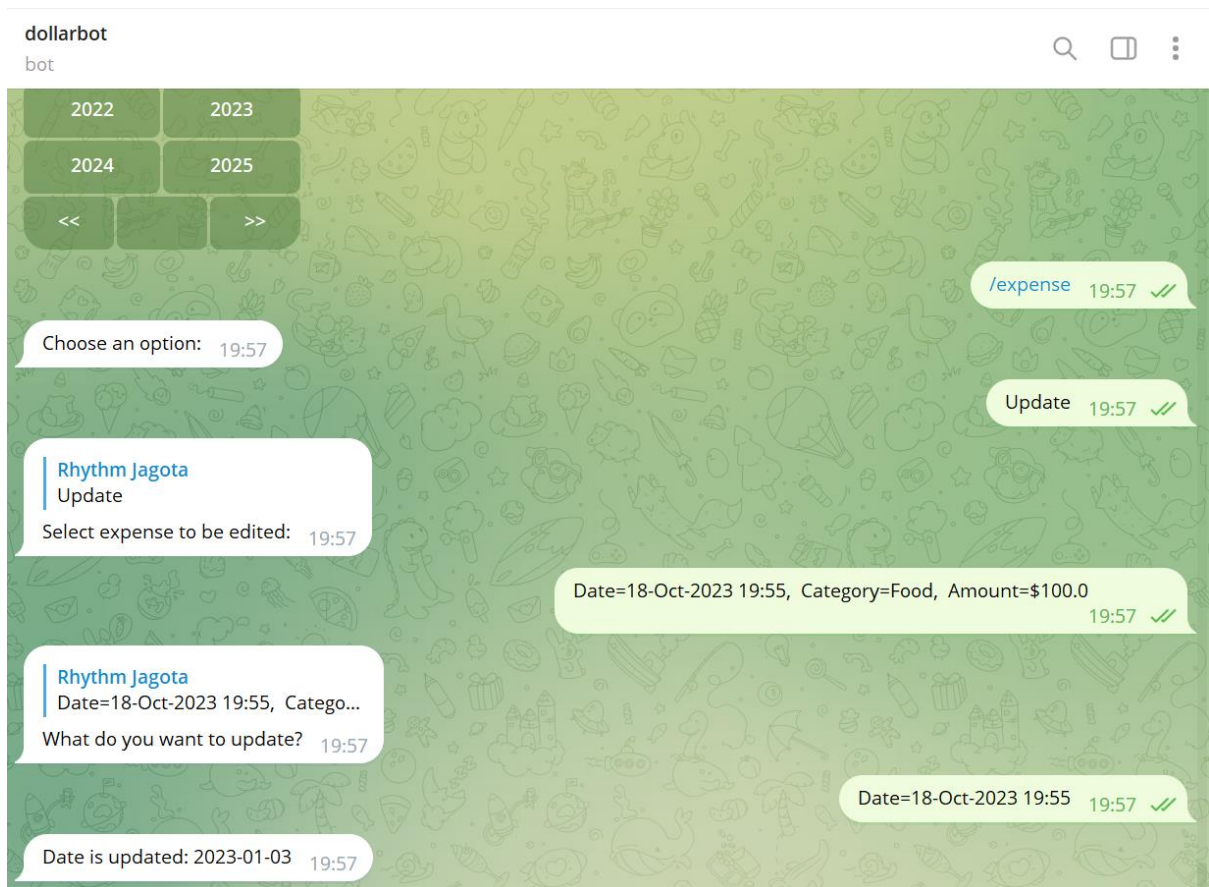 dollarbot
bot
2022 2023
2024 2025
<< >>
/expense 19:57
Choose an option: 19:57
Update 19:57
Rhythm Jagota
Update
Select expense to be edited: 19:57
Date=18-Oct-2023 19:55, Category=Food, Amount=$100.0
19:57
Rhythm Jagota
Date=18-Oct-2023 19:55, Catego...
What do you want to update? 19:57
Date=18-Oct-2023 19:55 19:57
Date is updated: 2023-01-03 19:57